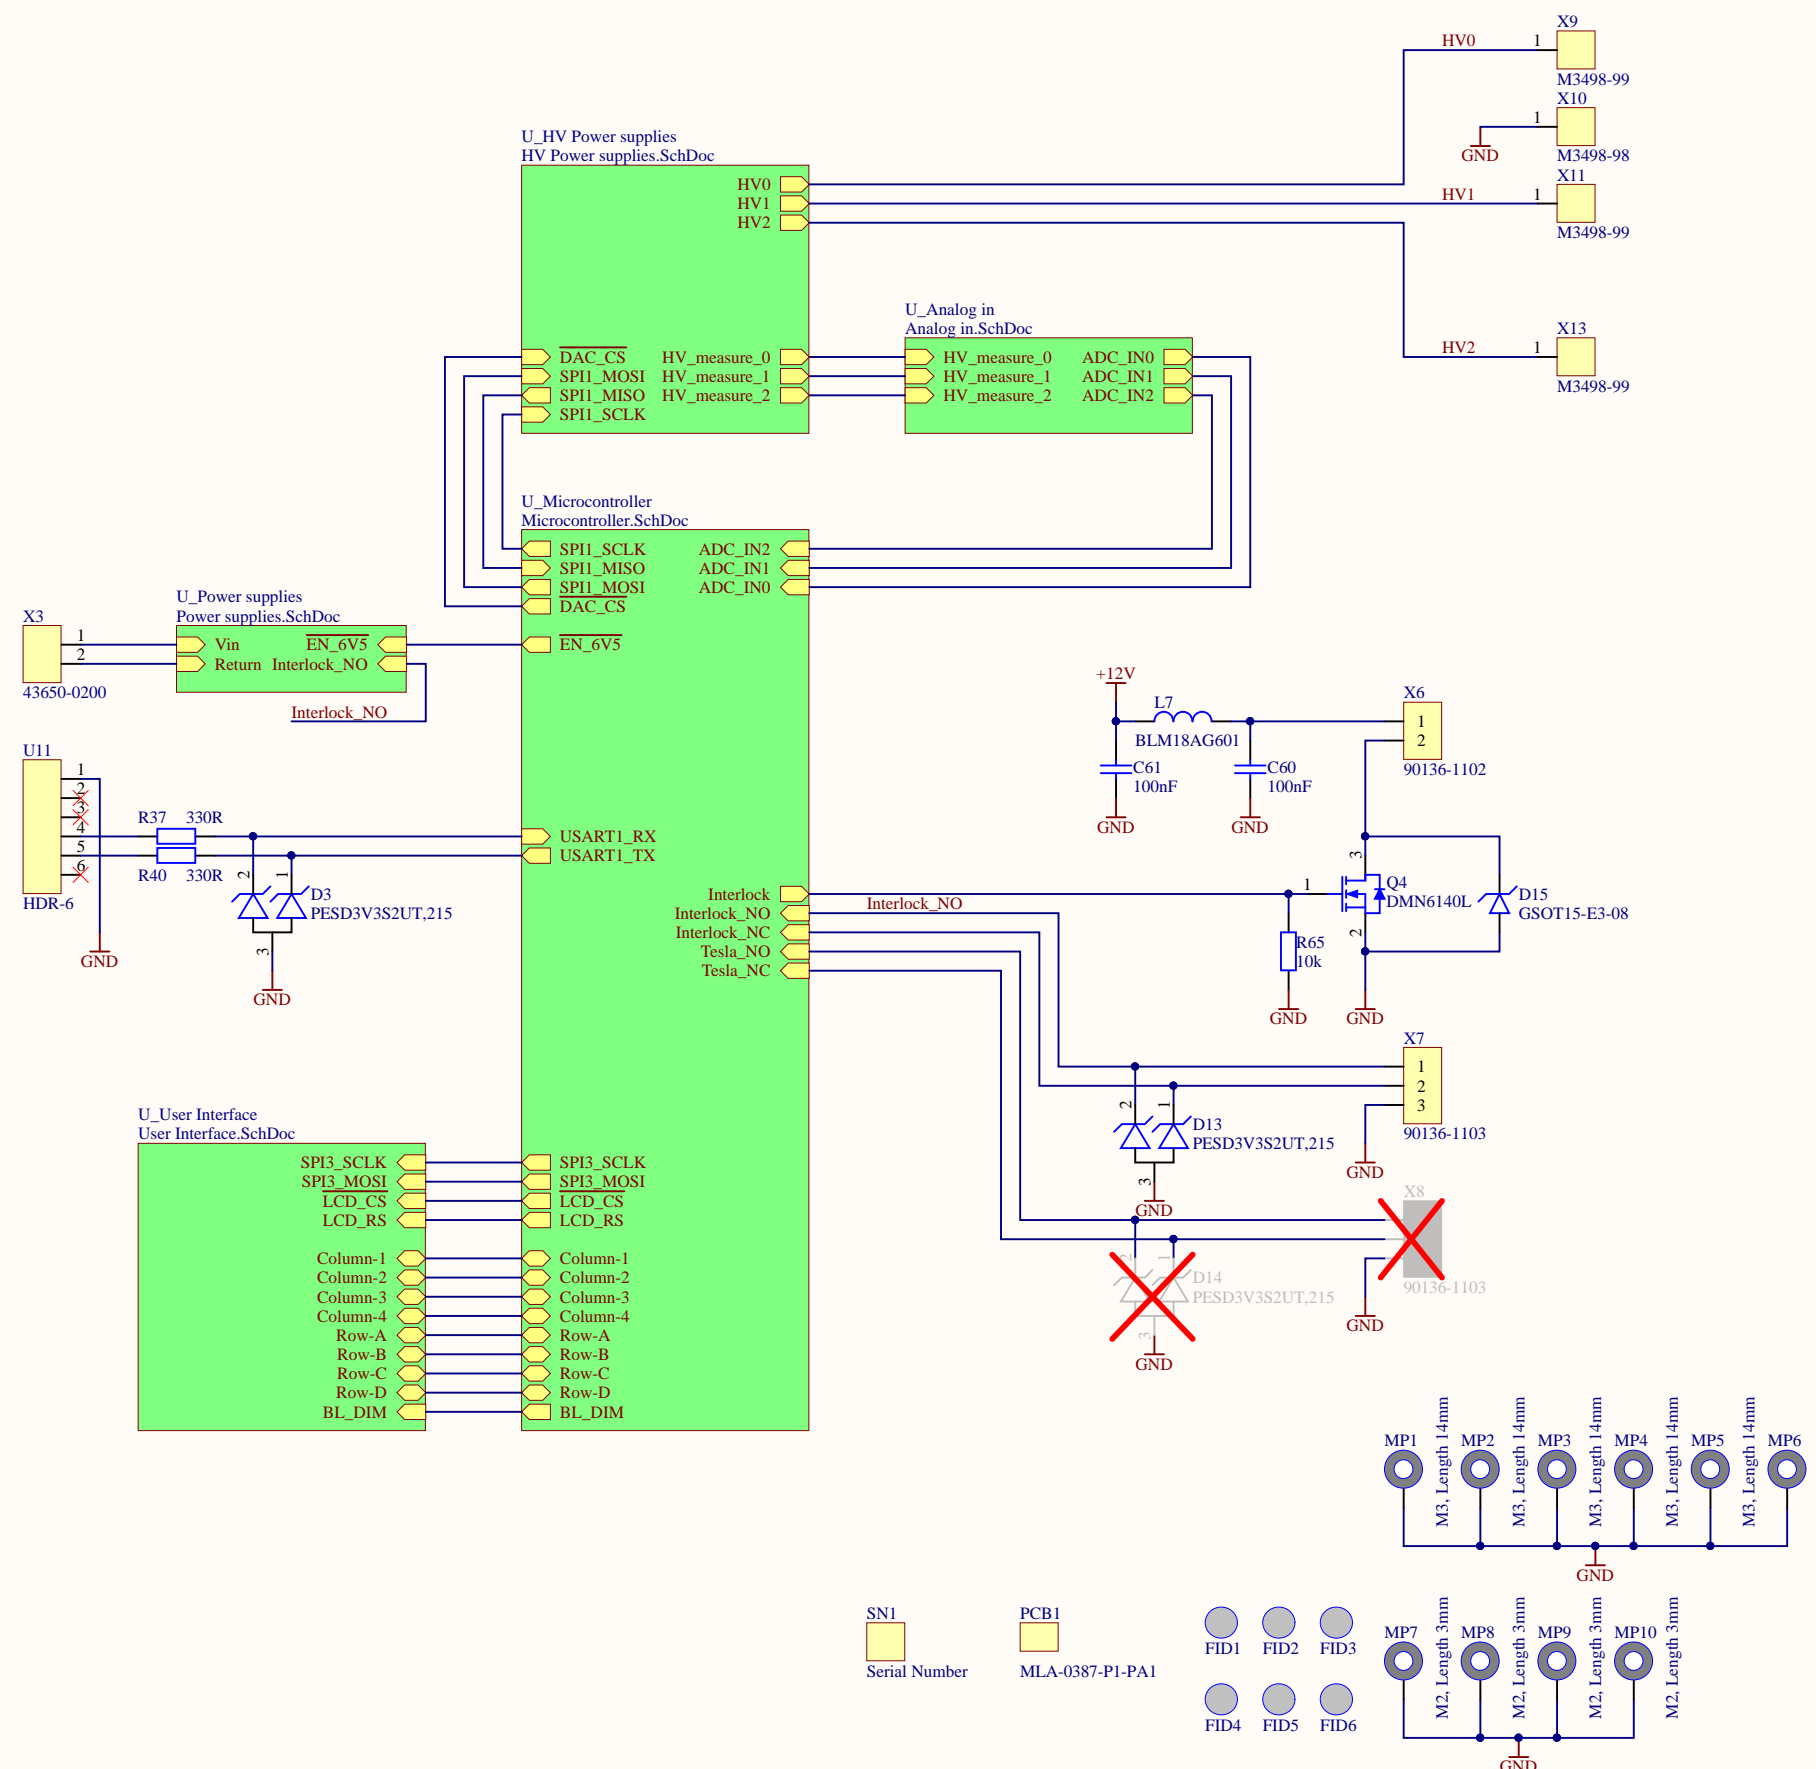 X9
HV0
1
M3498-99
X10
1
GND
M3498-98
X11
HV1
1
M3498-99
X13
HV2
1
M3498-99
U_HV Power supplies
HV Power supplies.SchDoc
HV0
HV1
HV2
DAC_CS
SPI1_MOSI
SPI1_MISO
SPI1_SCLK
HV_measure_0
HV_measure_1
HV_measure_2
U_Analog in
Analog in.SchDoc
HV_measure_0
HV_measure_1
HV_measure_2
ADC_IN0
ADC_IN1
ADC_IN2
U_Microcontroller
Microcontroller.SchDoc
SPI1_SCLK
SPI1_MISO
SPI1_MOSI
DAC_CS
EN_6V5
ADC_IN2
ADC_IN1
ADC_IN0
USART1_RX
USART1_TX
Interlock
Interlock_NO
Interlock_NC
Tesla_NO
Tesla_NC
SPI3_SCLK
SPI3_MOSI
LCD_CS
LCD_RS
Column-1
Column-2
Column-3
Column-4
Row-A
Row-B
Row-C
Row-D
BL_DIM
X3
1
2
43650-0200
U_Power supplies
Power supplies.SchDoc
Vin
Return
EN_6V5
Interlock_NO
Interlock_NO
U11
1
2
3
4
5
6
HDR-6
GND
R37 330R
R40 330R
2
1
D3
PESD3V3S2UT,215
3
GND
U_User Interface
User Interface.SchDoc
SPI3_SCLK
SPI3_MOSI
LCD_CS
LCD_RS
Column-1
Column-2
Column-3
Column-4
Row-A
Row-B
Row-C
Row-D
BL_DIM
+12V
L7
BLM18AG601
C61
100nF
GND
C60
100nF
GND
X6
1
2
90136-1102
Interlock_NO
1
3
2
Q4
DMN6140L
D15
GSOT15-E3-08
R65
10k
GND
GND
X7
1
2
3
90136-1103
GND
2
1
D13
PESD3V3S2UT,215
3
GND
X8
90136-1103
GND
2
1
D14
PESD3V3S2UT,215
3
GND
MP1
M3, Length 14mm
MP2
M3, Length 14mm
MP3
M3, Length 14mm
MP4
M3, Length 14mm
MP5
M3, Length 14mm
MP6
GND
SN1
Serial Number
PCB1
MLA-0387-P1-PA1
FID1
FID2
FID3
FID4
FID5
FID6
MP7
M2, Length 3mm
MP8
M2, Length 3mm
MP9
M2, Length 3mm
MP10
M2, Length 3mm
GND